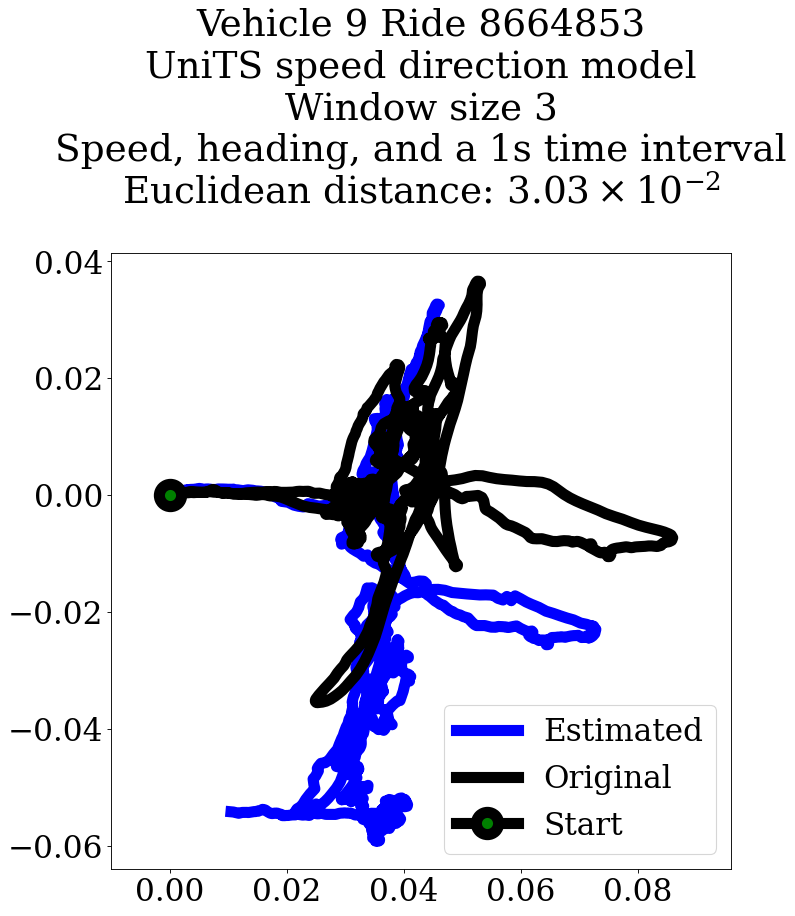 Vehicle 9 Ride 8664853
UniTS speed direction model
Window size 3
Speed, heading, and a 1s time interval
Euclidean distance: 3.03 × 10⁻²
0.04
0.02
0.00
−0.02
−0.04
−0.06
Estimated
Original
Start
0.00 0.02 0.04 0.06 0.08